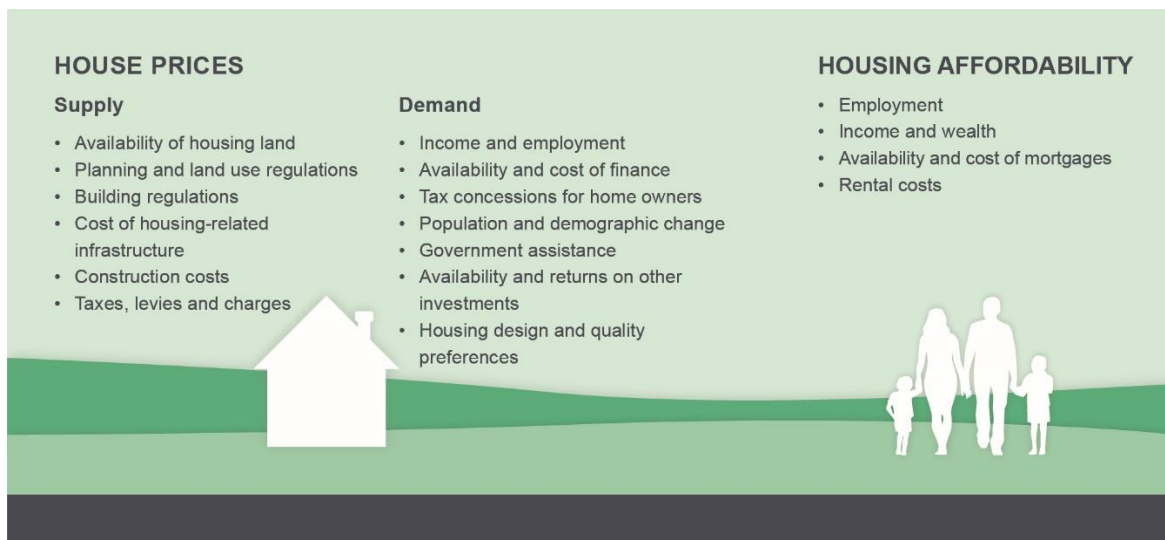 HOUSE PRICES
Supply
• Availability of housing land
• Planning and land use regulations
• Building regulations
• Cost of housing-related
infrastructure
• Construction costs
• Taxes, levies and charges
Demand
• Income and employment
• Availability and cost of finance
• Tax concessions for home owners
• Population and demographic change
• Government assistance
• Availability and returns on other
investments
• Housing design and quality
preferences
HOUSING AFFORDABILITY
• Employment
• Income and wealth
• Availability and cost of mortgages
• Rental costs